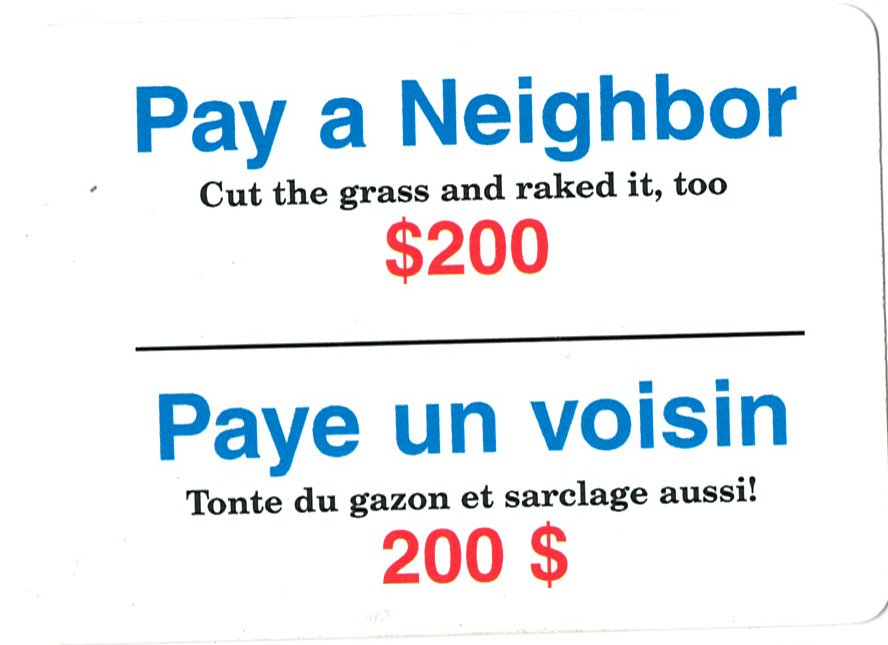 Pay a Neighbor
Cut the grass and raked it, too
$200
Paye un voisin
Tonte du gazon et sarclage aussi!
200 $